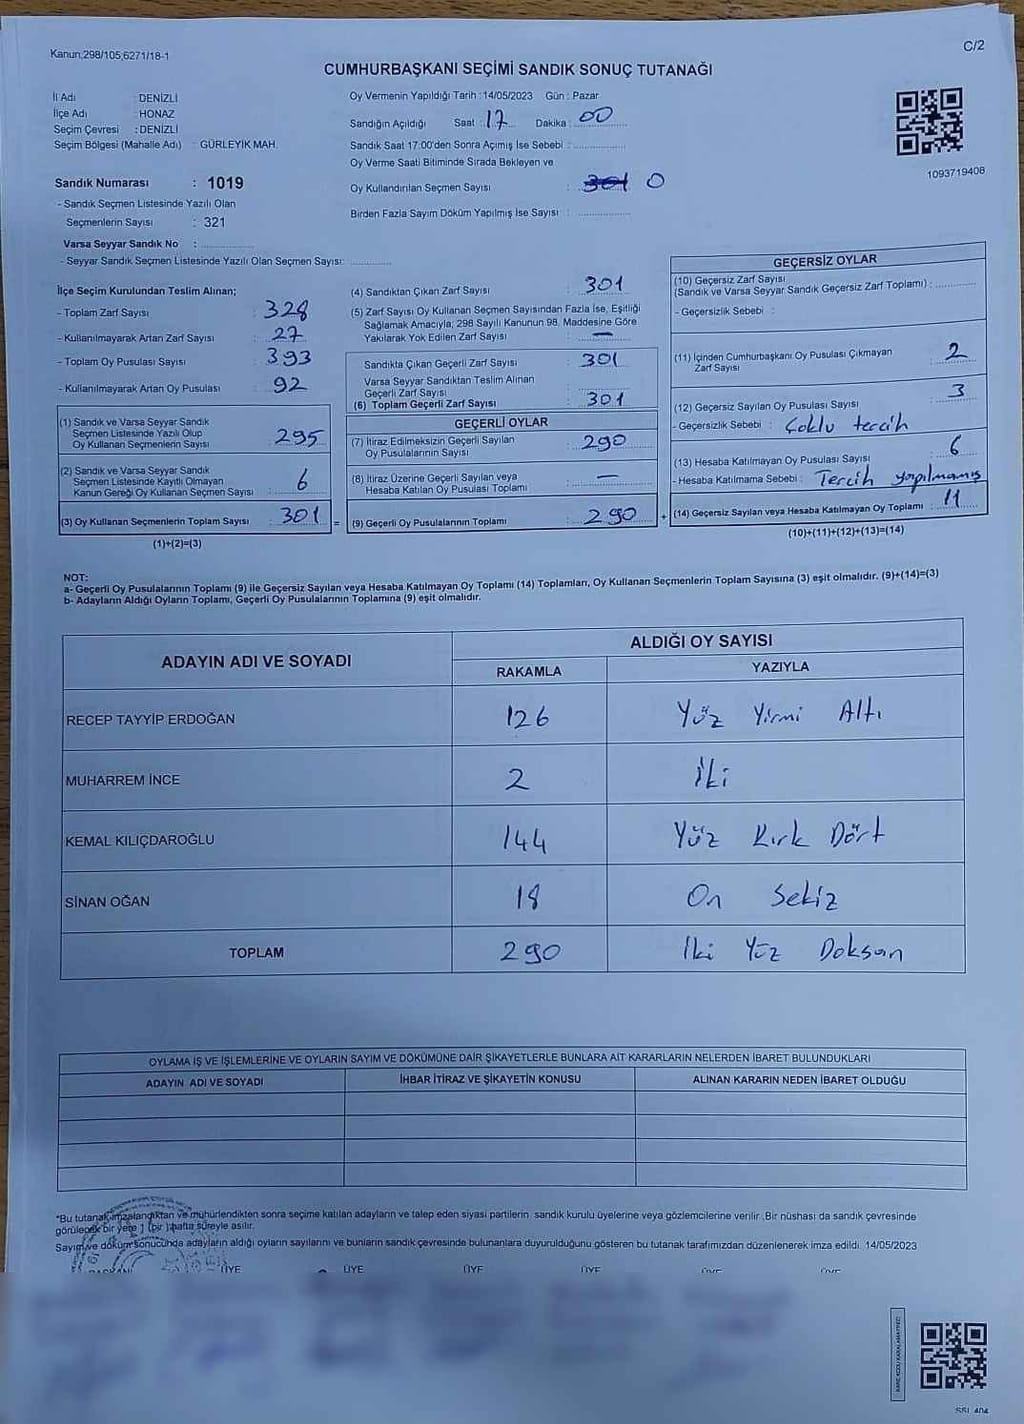 Kanun;298/105;6271/18-1
C/2
CUMHURBAŞKANI SEÇİMİ SANDIK SONUÇ TUTANAĞI
İl Adı : DENİZLİ
İlçe Adı : HONAZ
Seçim Çevresi : DENİZLİ
Seçim Bölgesi (Mahalle Adı) : GÜRLEYİK MAH.
Oy Vermenin Yapıldığı Tarih :14/05/2023 Gün : Pazar
Sandığın Açıldığı Saat : 17 Dakika : 00
Sandık Saat 17:00'den Sonra Açımış İse Sebebi :
Oy Verme Saati Bitiminde Sırada Bekleyen ve
Oy Kullandırılan Seçmen Sayısı : 301 0
Birden Fazla Sayım Döküm Yapılmış İse Sayısı :
1093719408
Sandık Numarası : 1019
- Sandık Seçmen Listesinde Yazılı Olan
Seçmenlerin Sayısı : 321
Varsa Seyyar Sandık No :
- Seyyar Sandık Seçmen Listesinde Yazılı Olan Seçmen Sayısı:
İlçe Seçim Kurulundan Teslim Alınan;
- Toplam Zarf Sayısı : 328
- Kullanılmayarak Artan Zarf Sayısı : 27
- Toplam Oy Pusulası Sayısı : 393
- Kullanılmayarak Artan Oy Pusulası : 92
(1) Sandık ve Varsa Seyyar Sandık
Seçmen Listesinde Yazılı Olup
Oy Kullanan Seçmenlerin Sayısı : 295
(2) Sandık ve Varsa Seyyar Sandık
Seçmen Listesinde Kayıtlı Olmayan
Kanun Gereği Oy Kullanan Seçmen Sayısı : 6
(3) Oy Kullanan Seçmenlerin Toplam Sayısı : 301
(1)+(2)=(3)
(4) Sandıktan Çıkan Zarf Sayısı : 301
(5) Zarf Sayısı Oy Kullanan Seçmen Sayısından Fazla İse, Eşitliği
Sağlamak Amacıyla, 298 Sayılı Kanunun 98. Maddesine Göre
Yakılarak Yok Edilen Zarf Sayısı : —
Sandıkta Çıkan Geçerli Zarf Sayısı : 301
Varsa Seyyar Sandıktan Teslim Alınan
Geçerli Zarf Sayısı :
(6) Toplam Geçerli Zarf Sayısı : 301
GEÇERLİ OYLAR
(7) İtiraz Edilmeksizin Geçerli Sayılan
Oy Pusulalarının Sayısı : 290
(8) İtiraz Üzerine Geçerli Sayılan veya
Hesaba Katılan Oy Pusulası Toplamı : —
= (9) Geçerli Oy Pusulalarının Toplamı : 290
GEÇERSİZ OYLAR
(10) Geçersiz Zarf Sayısı
(Sandık ve Varsa Seyyar Sandık Geçersiz Zarf Toplamı) :
- Geçersizlik Sebebi :
(11) İçinden Cumhurbaşkanı Oy Pusulası Çıkmayan
Zarf Sayısı : 2
(12) Geçersiz Sayılan Oy Pusulası Sayısı : 3
- Geçersizlik Sebebi : Çoklu tercih
(13) Hesaba Katılmayan Oy Pusulası Sayısı : 6
- Hesaba Katılmama Sebebi : Tercih yapılmamış
+ (14) Geçersiz Sayılan veya Hesaba Katılmayan Oy Toplamı : 11
(10)+(11)+(12)+(13)=(14)
NOT:
a- Geçerli Oy Pusulalarının Toplamı (9) ile Geçersiz Sayılan veya Hesaba Katılmayan Oy Toplamı (14) Toplamları, Oy Kullanan Seçmenlerin Toplam Sayısına (3) eşit olmalıdır. (9)+(14)=(3)
b- Adayların Aldığı Oyların Toplamı, Geçerli Oy Pusulalarının Toplamına (9) eşit olmalıdır.
ADAYIN ADI VE SOYADI
ALDIĞI OY SAYISI
RAKAMLA YAZIYLA
RECEP TAYYİP ERDOĞAN 126 Yüz Yirmi Altı
MUHARREM İNCE 2 İki
KEMAL KILIÇDAROĞLU 144 Yüz Kırk Dört
SİNAN OĞAN 18 On Sekiz
TOPLAM 290 İki Yüz Doksan
OYLAMA İŞ VE İŞLEMLERİNE VE OYLARIN SAYIM VE DÖKÜMÜNE DAİR ŞİKAYETLERLE BUNLARA AİT KARARLARIN NELERDEN İBARET BULUNDUKLARI
ADAYIN ADI VE SOYADI İHBAR İTİRAZ VE ŞİKAYETİN KONUSU ALINAN KARARIN NEDEN İBARET OLDUĞU
*Bu tutanak imzalandıktan ve mühürlendikten sonra seçime katılan adayların ve talep eden siyasi partilerin sandık kurulu üyelerine veya gözlemcilerine verilir .Bir nüshası da sandık çevresinde
görülecek bir yere 1 (bir ) hafta süreyle asılır.
Sayım ve döküm sonucunda adayların aldığı oyların sayılarını ve bunların sandık çevresinde bulunanlara duyurulduğunu gösteren bu tutanak tarafımızdan düzenlenerek imza edildi. 14/05/2023
BAŞKAN ÜYE ÜYE ÜYE ÜYE ÜYE ÜYE